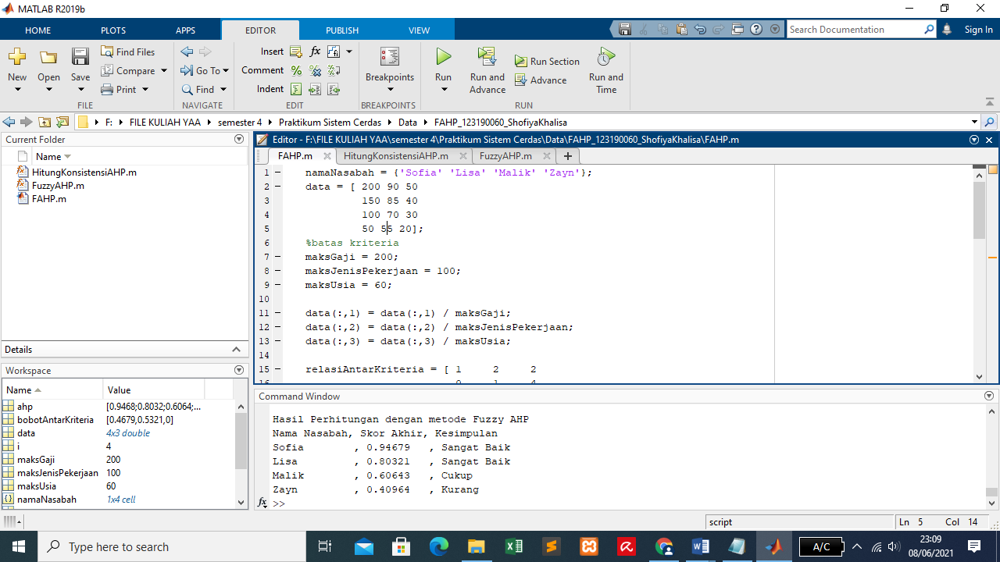 MATLAB R2019b
HOME PLOTS APPS EDITOR PUBLISH VIEW Search Documentation Sign In
New Open Save Find Files Compare Print
Go To Find
Insert fx
Comment
Indent
Breakpoints
Run Run and Advance Run Section Advance Run and Time
FILE NAVIGATE EDIT BREAKPOINTS RUN
F: FILE KULIAH YAA semester 4 Praktikum Sistem Cerdas Data FAHP_123190060_ShofiyaKhalisa
Current Folder
Name
HitungKonsistensiAHP.m
FuzzyAHP.m
FAHP.m
Details
Workspace
Name Value
ahp [0.9468;0.8032;0.6064;...
bobotAntarKriteria [0.4679,0.5321,0]
data 4x3 double
i 4
maksGaji 200
maksJenisPekerjaan 100
maksUsia 60
namaNasabah 1x4 cell
Editor - F:\FILE KULIAH YAA\semester 4\Praktikum Sistem Cerdas\Data\FAHP_123190060_ShofiyaKhalisa\FAHP.m
FAHP.m HitungKonsistensiAHP.m FuzzyAHP.m
1 – namaNasabah = {'Sofia' 'Lisa' 'Malik' 'Zayn'};
2 – data = [ 200 90 50
3 150 85 40
4 100 70 30
5 50 55 20];
6 %batas kriteria
7 – maksGaji = 200;
8 – maksJenisPekerjaan = 100;
9 – maksUsia = 60;
10
11 – data(:,1) = data(:,1) / maksGaji;
12 – data(:,2) = data(:,2) / maksJenisPekerjaan;
13 – data(:,3) = data(:,3) / maksUsia;
14
15 – relasiAntarKriteria = [ 1 2 2
16 0 1 4
Command Window
Hasil Perhitungan dengan metode Fuzzy AHP
Nama Nasabah, Skor Akhir, Kesimpulan
Sofia , 0.94679 , Sangat Baik
Lisa , 0.80321 , Sangat Baik
Malik , 0.60643 , Cukup
Zayn , 0.40964 , Kurang
fx >>
script Ln 5 Col 14
Type here to search
A/C
23:09
08/06/2021